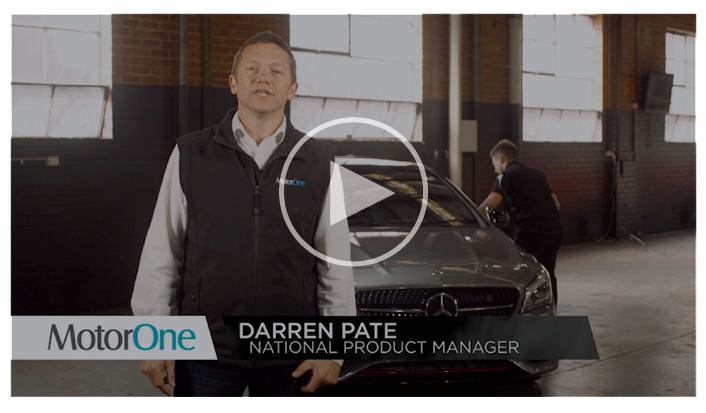 MotorOne
MotorOne
DARREN PATE
NATIONAL PRODUCT MANAGER